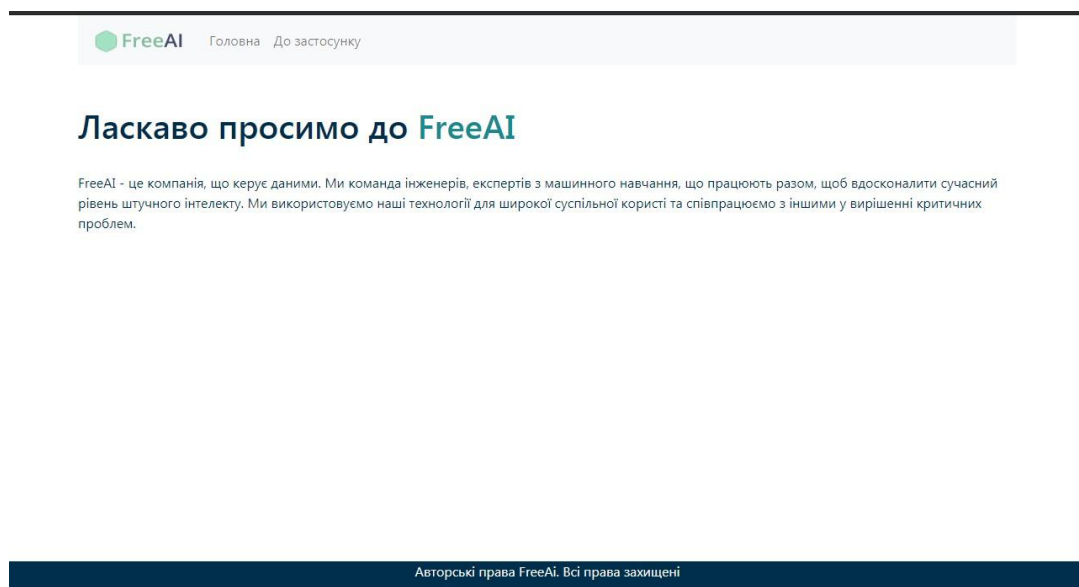 FreeAI Головна До застосунку
Ласкаво просимо до FreeAI
FreeAI - це компанія, що керує даними. Ми команда інженерів, експертів з машинного навчання, що працюють разом, щоб вдосконалити сучасний
рівень штучного інтелекту. Ми використовуємо наші технології для широкої суспільної користі та співпрацюємо з іншими у вирішенні критичних
проблем.
Авторські права FreeAi. Всі права захищені